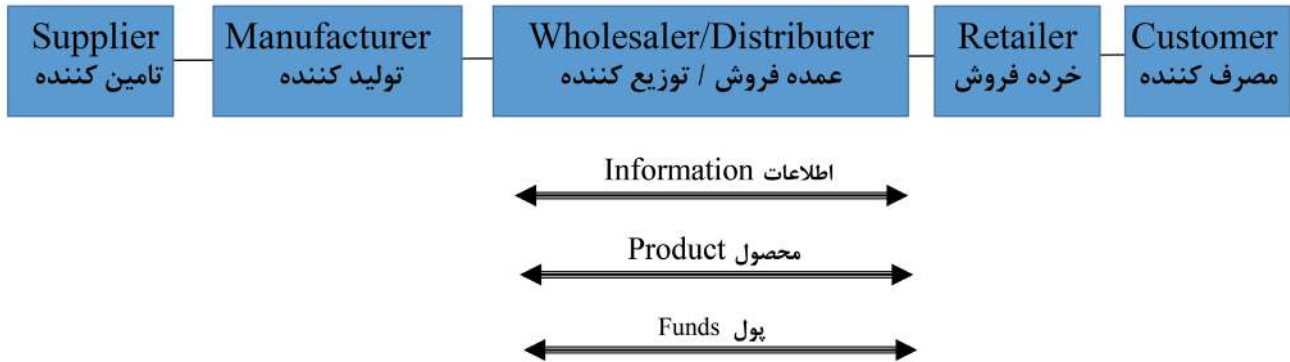 Supplier
تامین کننده
Manufacturer
تولید کننده
Wholesaler/Distributer
عمده فروش / توزیع کننده
Retailer
خرده فروش
Customer
مصرف کننده
Information اطلاعات
Product محصول
Funds پول